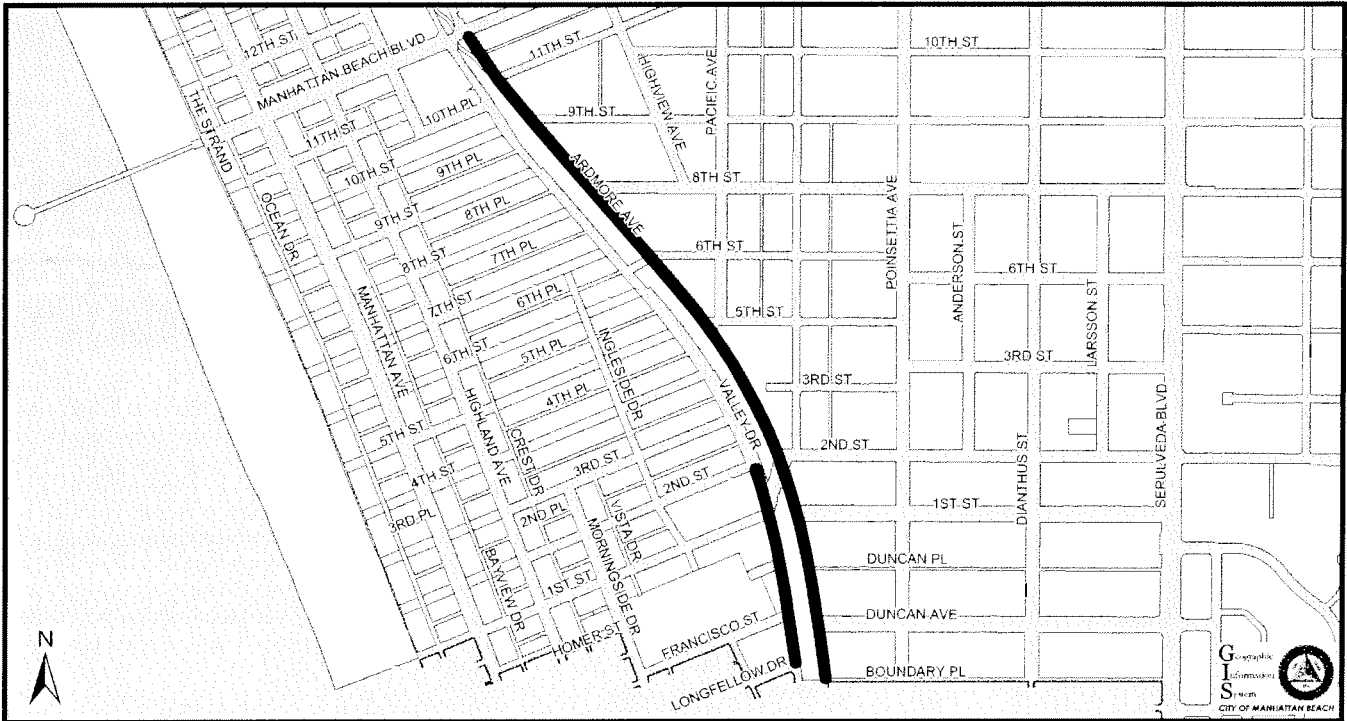 12TH ST
MANHATTAN BEACH BLVD
11TH ST
10TH ST
HIGHVIEW AVE
PACIFIC AVE
THE STRAND
11TH ST
10TH PL
9TH ST
10TH ST
9TH PL
ARDMORE AVE
8TH ST
OCEAN DR
9TH ST
8TH PL
POINSETTIA AVE
ANDERSON ST
8TH ST
7TH PL
6TH ST
6TH ST
MANHATTAN AVE
7TH ST
6TH PL
5TH ST
LARSSON ST
6TH ST
5TH PL
INGLESIDE DR
3RD ST
HIGHLAND AVE
4TH PL
VALLEY DR
3RD ST
SEPULVEDA BLVD
5TH ST
CREST DR
3RD ST
2ND ST
4TH ST
2ND ST
DIANTHUS ST
3RD PL
2ND PL
VISTA DR
1ST ST
MORNINGSIDE DR
BAYVIEW DR
1ST ST
DUNCAN PL
HOMER ST
FRANCISCO ST
DUNCAN AVE
LONGFELLOW DR
BOUNDARY PL
N
Geographic
Information
System
CITY OF MANHATTAN BEACH